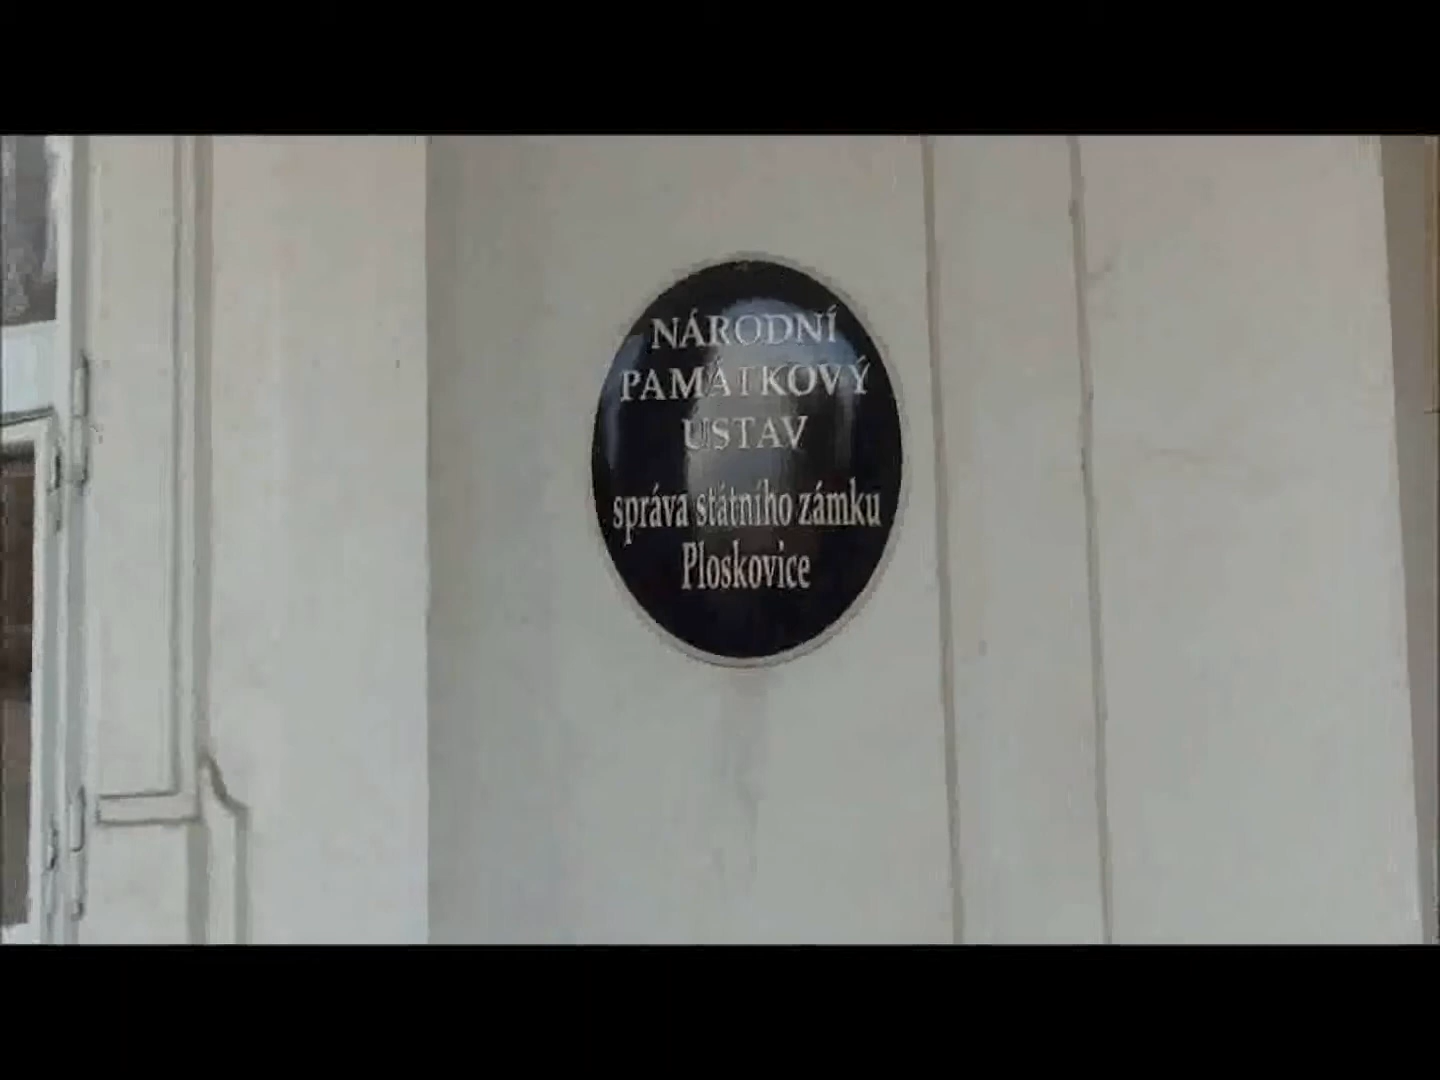 NÁRODNÍ
PAMÁTKOVÝ
ÚSTAV
správa státního zámku
Ploskovice